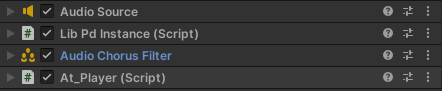 Audio Source
Lib Pd Instance (Script)
Audio Chorus Filter
At_Player (Script)